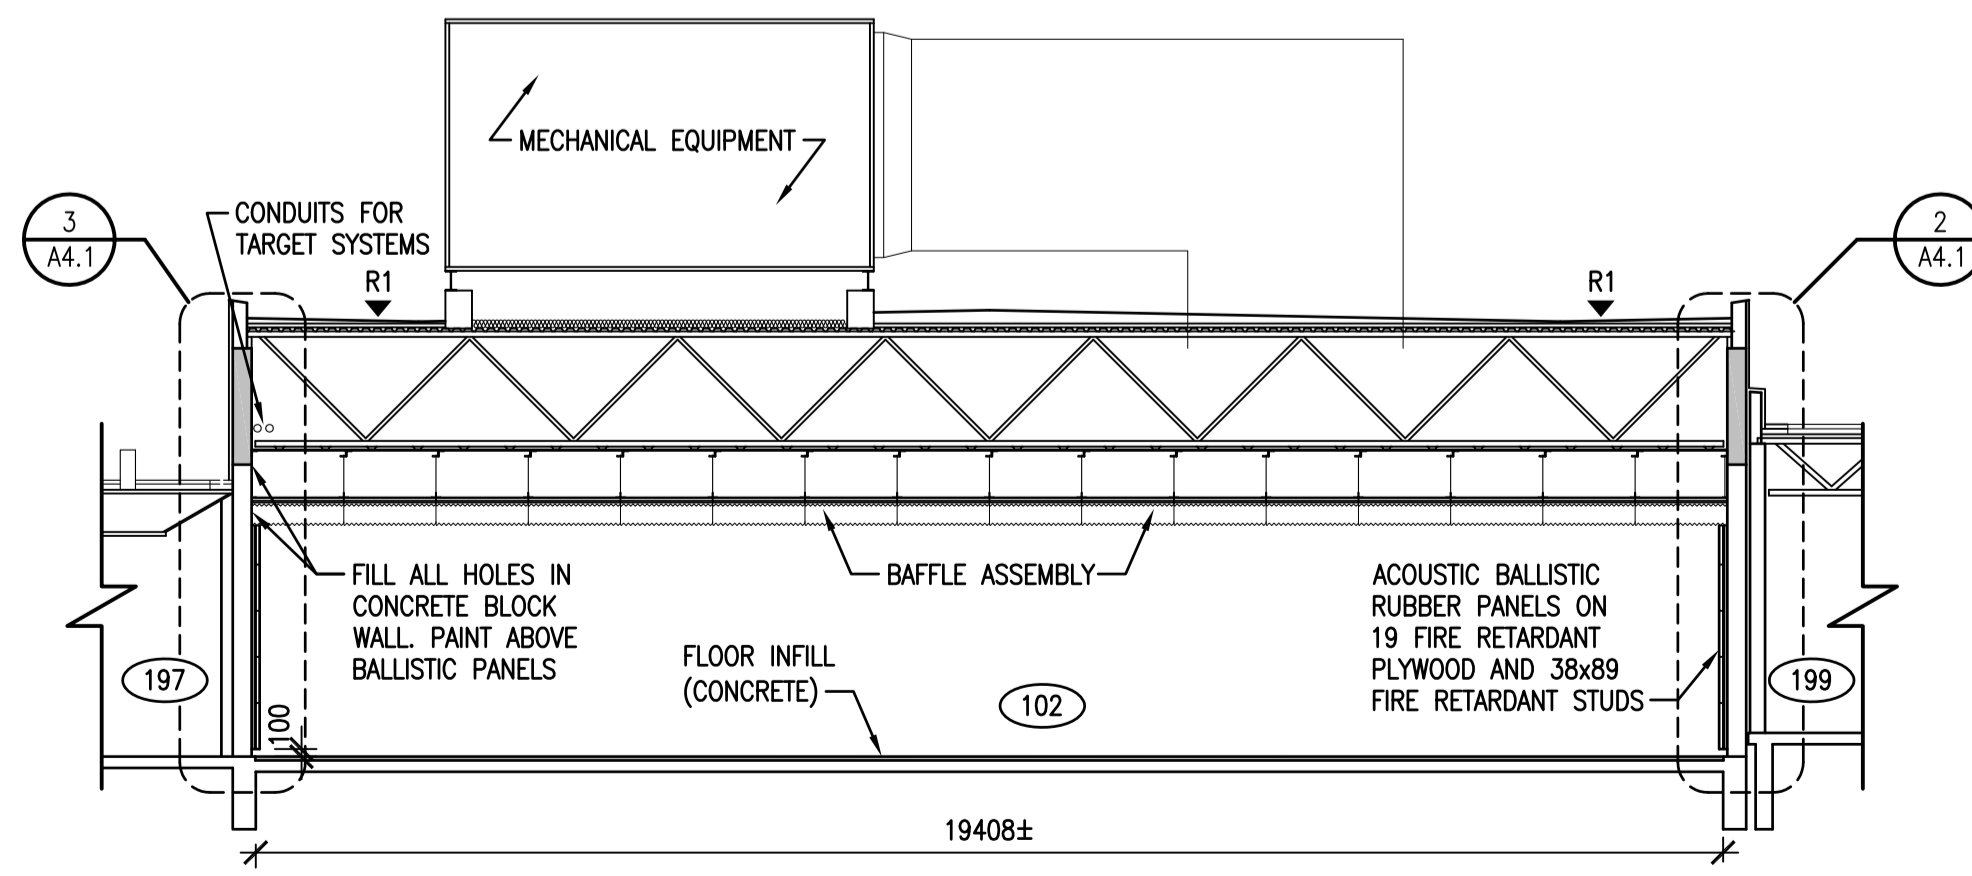 MECHANICAL EQUIPMENT
3
A4.1
CONDUITS FOR
TARGET SYSTEMS
R1
R1
2
A4.1
FILL ALL HOLES IN
CONCRETE BLOCK
WALL. PAINT ABOVE
BALLISTIC PANELS
BAFFLE ASSEMBLY
ACOUSTIC BALLISTIC
RUBBER PANELS ON
19 FIRE RETARDANT
PLYWOOD AND 38x89
FIRE RETARDANT STUDS
FLOOR INFILL
(CONCRETE)
197
102
199
100
19408±